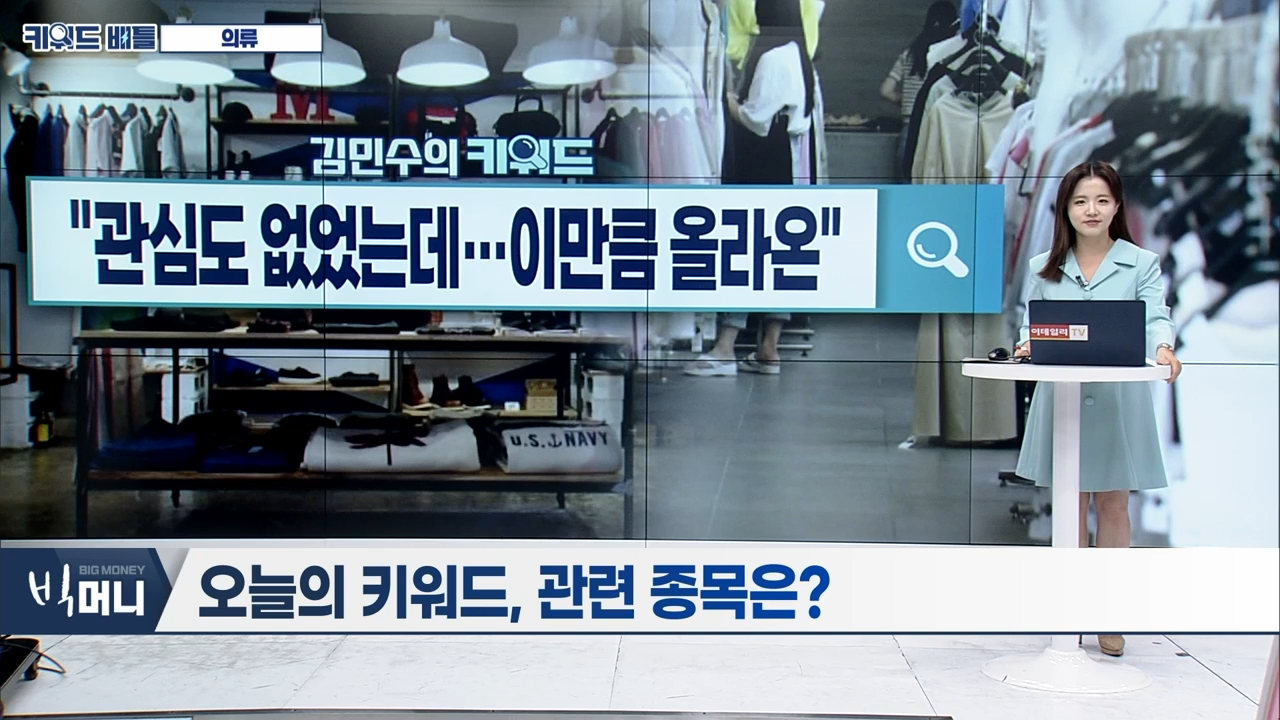 키워드 배틀
의류
M
김민수의 키워드
"관심도 없었는데…이만큼 올라온"
이데일리TV
U.S. NAVY
BIG MONEY
빅머니
오늘의 키워드, 관련 종목은?